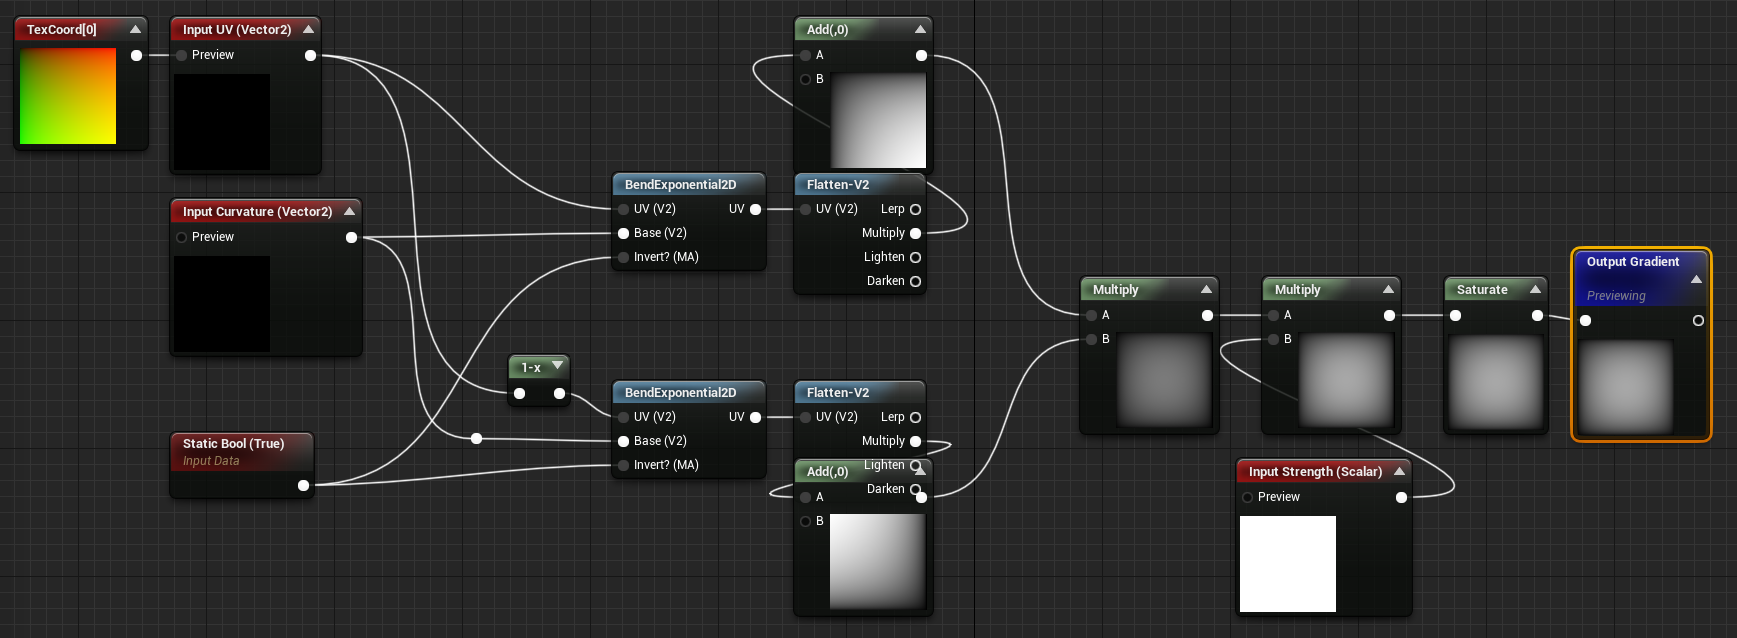 TexCoord[0]
Input UV (Vector2)
Preview
Add(,0)
A
B
Input Curvature (Vector2)
Preview
BendExponential2D
UV (V2) UV
Base (V2)
Invert? (MA)
Flatten-V2
UV (V2) Lerp
Multiply
Lighten
Darken
Static Bool (True)
Input Data
1-x
BendExponential2D
UV (V2) UV
Base (V2)
Invert? (MA)
Flatten-V2
UV (V2) Lerp
Multiply
Lighten
Darken
Add(,0)
A
B
Multiply
A
B
Multiply
A
B
Saturate
Output Gradient
Previewing
Input Strength (Scalar)
Preview